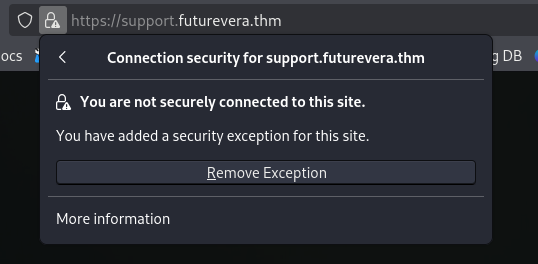 https://support.futurevera.thm
ocs
g DB
Connection security for support.futurevera.thm
You are not securely connected to this site.
You have added a security exception for this site.
Remove Exception
More information